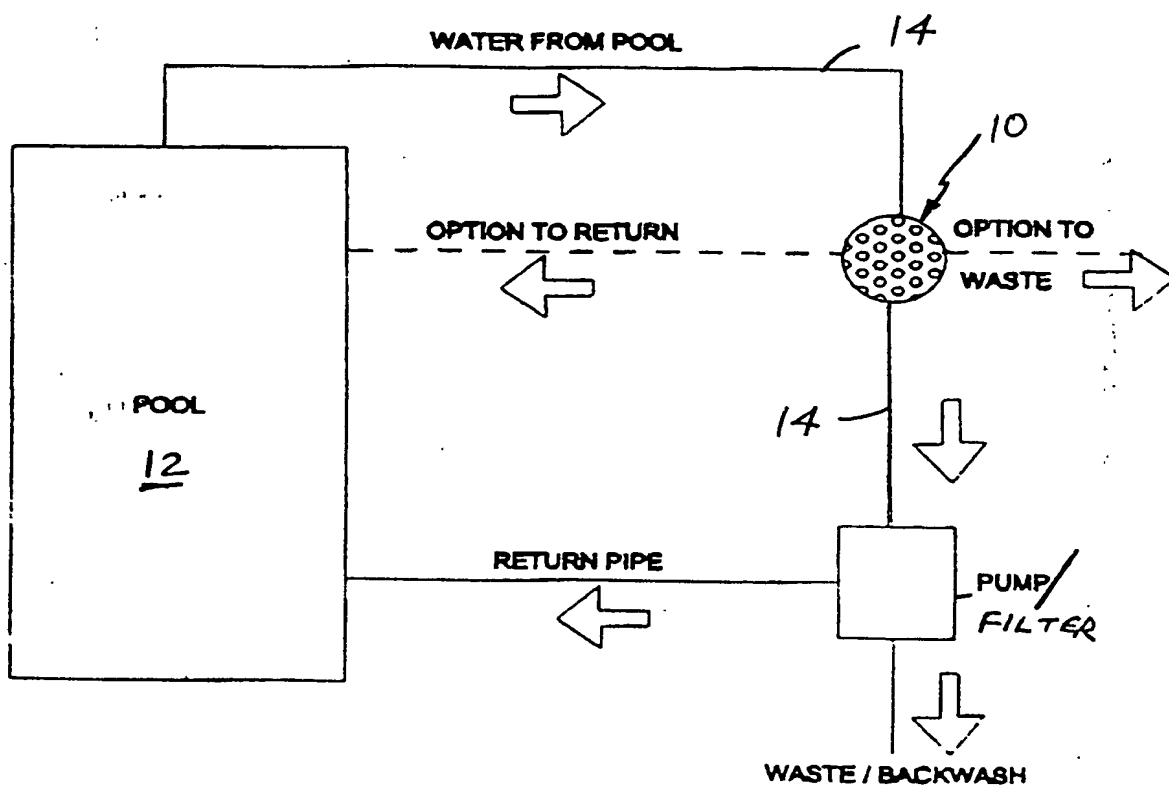 WATER FROM POOL
14
10
OPTION TO RETURN
OPTION TO
WASTE
POOL
12
14
RETURN PIPE
PUMP/
FILTER
WASTE / BACKWASH